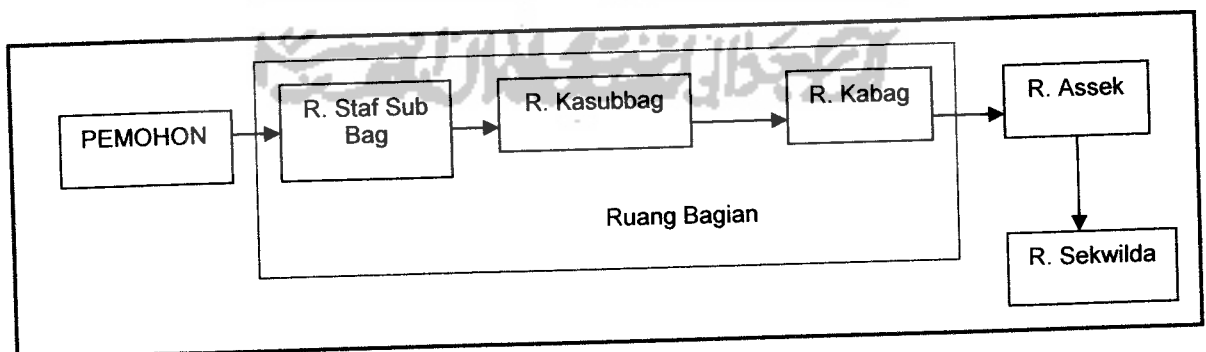 PEMOHON
R. Staf Sub
Bag
R. Kasubbag
R. Kabag
R. Assek
R. Sekwilda
Ruang Bagian